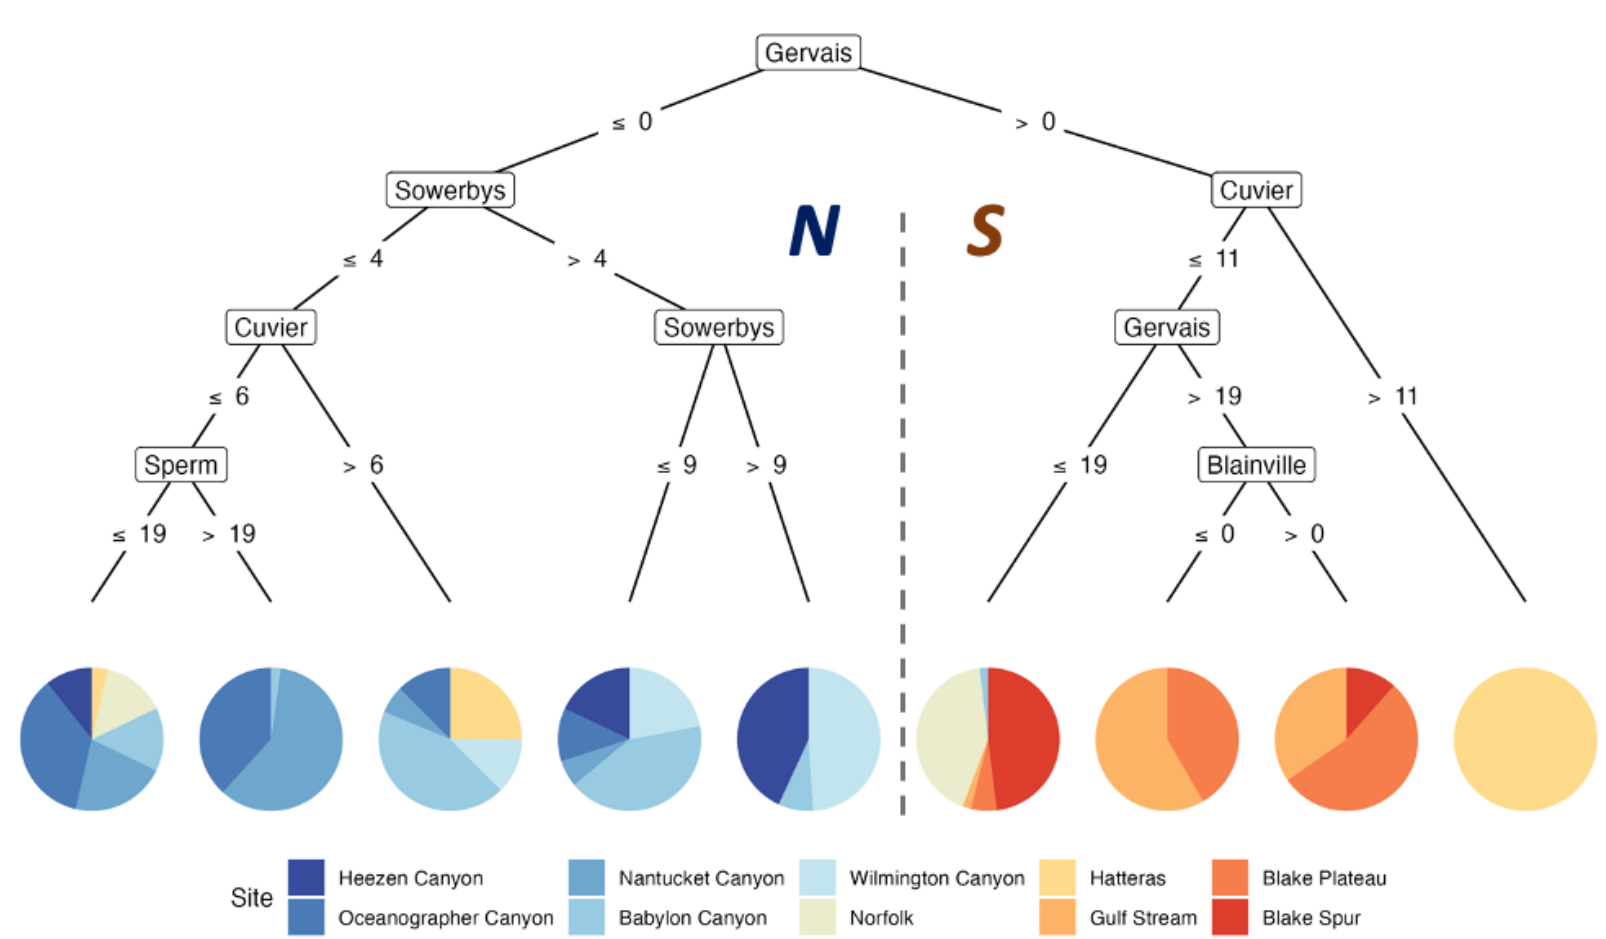 Gervais
≤ 0
> 0
Sowerbys
Cuvier
N
S
≤ 4
> 4
≤ 11
Cuvier
Sowerbys
Gervais
≤ 6
> 19
> 11
Sperm
> 6
≤ 9
> 9
≤ 19
Blainville
≤ 19
> 19
≤ 0
> 0
Site
Heezen Canyon
Nantucket Canyon
Wilmington Canyon
Hatteras
Blake Plateau
Oceanographer Canyon
Babylon Canyon
Norfolk
Gulf Stream
Blake Spur